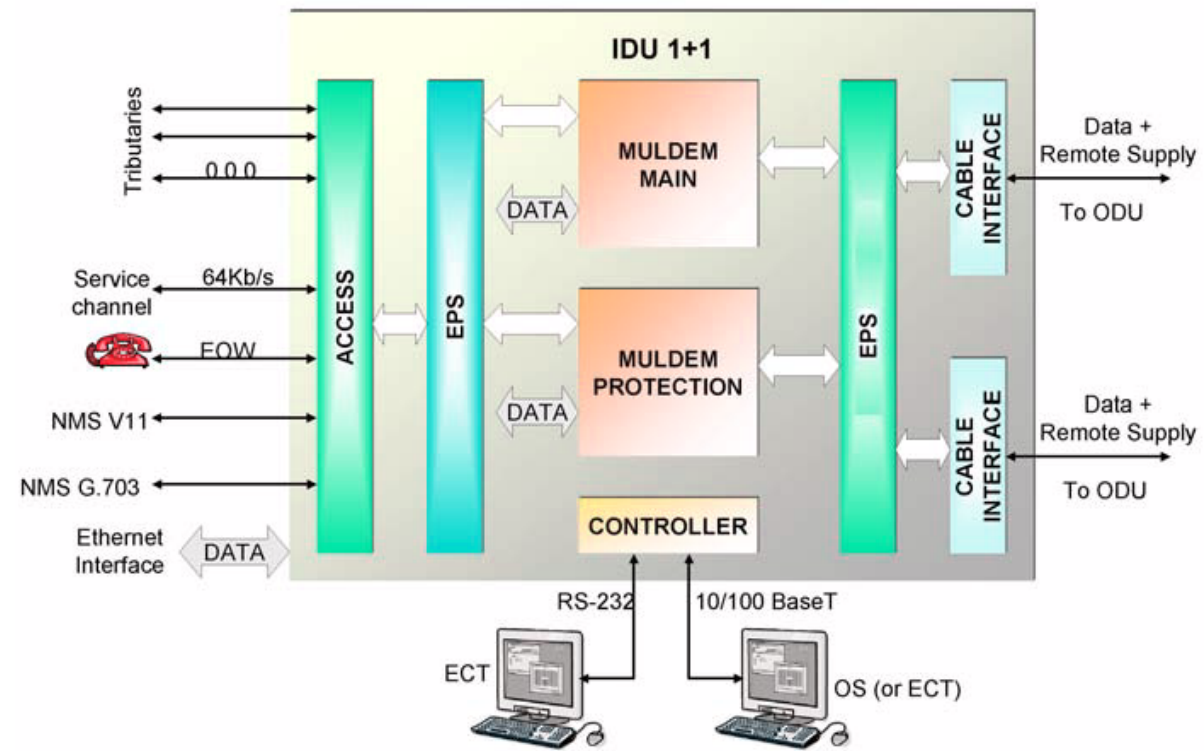 IDU 1+1
Tributaries
0 0 0
Service
channel
64Kb/s
EOW
NMS V11
NMS G.703
Ethernet
Interface
DATA
ACCESS
EPS
DATA
DATA
MULDEM
MAIN
MULDEM
PROTECTION
CONTROLLER
EPS
CABLE
INTERFACE
CABLE
INTERFACE
Data +
Remote Supply
To ODU
Data +
Remote Supply
To ODU
RS-232
10/100 BaseT
ECT
OS (or ECT)